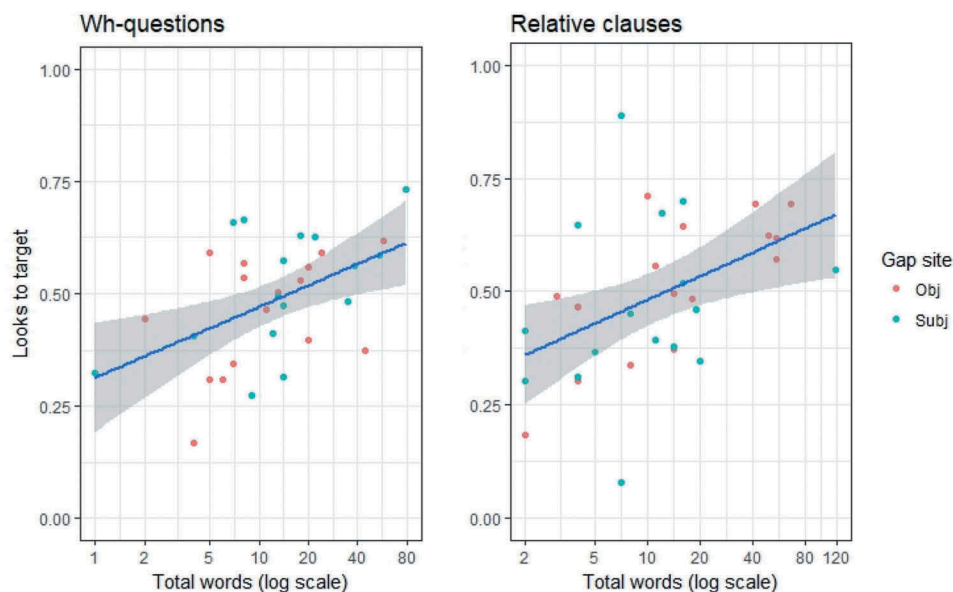 Wh-questions
Relative clauses
1.00
0.75
0.50
0.25
0.00
Looks to target
1 2 5 10 20 40 80
Total words (log scale)
1.00
0.75
0.50
0.25
0.00
2 5 10 20 40 80 120
Total words (log scale)
Gap site
Obj
Subj